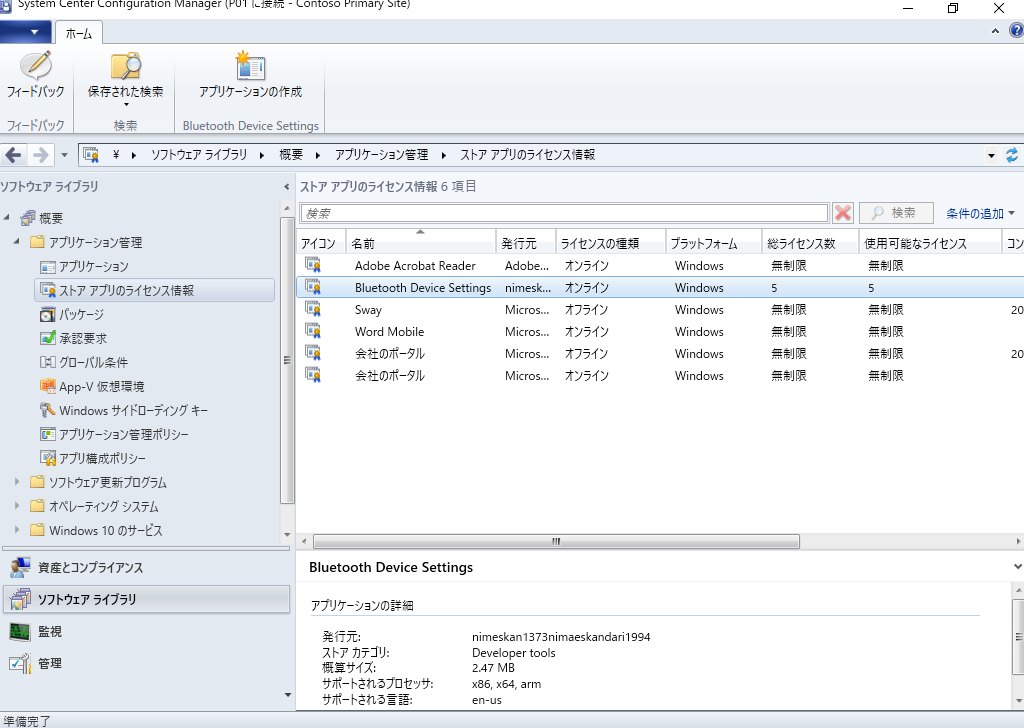 System Center Configuration Manager (P01 に接続 - Contoso Primary Site)
ホーム
フィードバック
保存された検索
アプリケーションの作成
フィードバック
検索
Bluetooth Device Settings
¥ ソフトウェア ライブラリ 概要 アプリケーション管理 ストア アプリのライセンス情報
ソフトウェア ライブラリ
概要
アプリケーション管理
アプリケーション
ストア アプリのライセンス情報
パッケージ
承認要求
グローバル条件
App-V 仮想環境
Windows サイドローディング キー
アプリケーション管理ポリシー
アプリ構成ポリシー
ソフトウェア更新プログラム
オペレーティング システム
Windows 10 のサービス
資産とコンプライアンス
ソフトウェア ライブラリ
監視
管理
ストア アプリのライセンス情報 6 項目
検索
検索
条件の追加
アイコン 名前 発行元 ライセンスの種類 プラットフォーム 総ライセンス数 使用可能なライセンス コン
Adobe Acrobat Reader Adobe... オンライン Windows 無制限 無制限
Bluetooth Device Settings nimesk... オンライン Windows 5 5
Sway Micros... オフライン Windows 無制限 無制限 20
Word Mobile Micros... オンライン Windows 無制限 無制限
会社のポータル Micros... オフライン Windows 無制限 無制限 20
会社のポータル Micros... オンライン Windows 無制限 無制限
Bluetooth Device Settings
アプリケーションの詳細
発行元: nimeskan1373nimaeskandari1994
ストア カテゴリ: Developer tools
概算サイズ: 2.47 MB
サポートされるプロセッサ: x86, x64, arm
サポートされる言語: en-us
準備完了